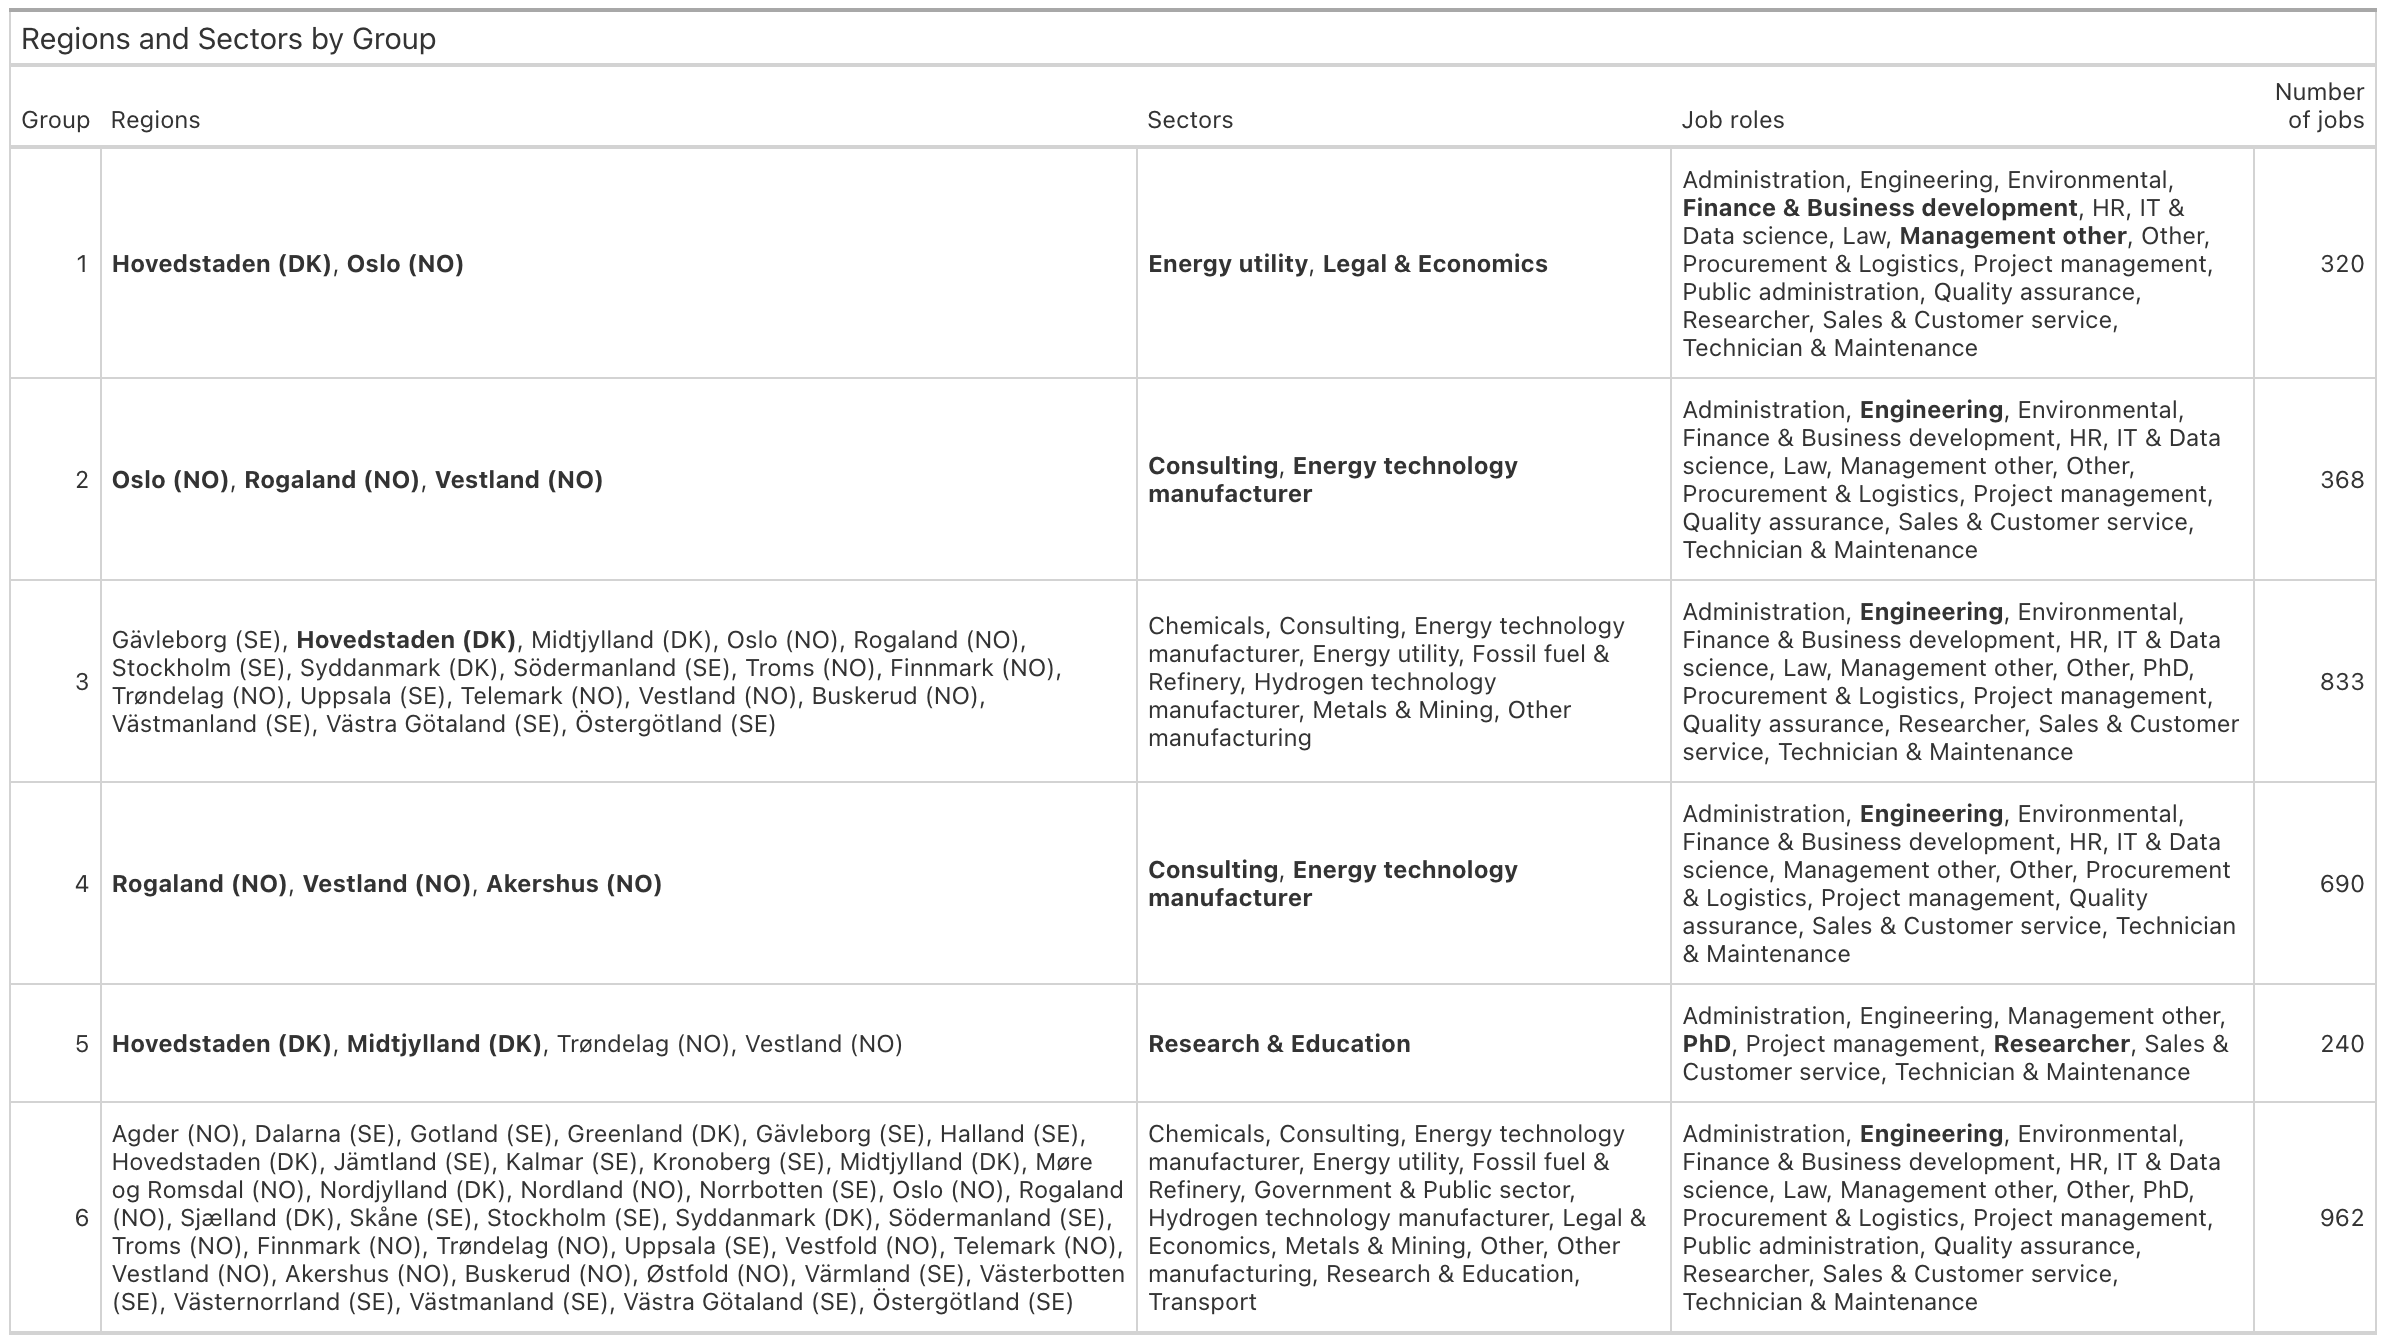 Regions and Sectors by Group
Number
Group Regions Sectors Job roles of jobs
Administration, Engineering, Environmental,
Finance & Business development, HR, IT &
Data science, Law, Management other, Other,
1 Hovedstaden (DK), Oslo (NO) Energy utility, Legal & Economics Procurement & Logistics, Project management, 320
Public administration, Quality assurance,
Researcher, Sales & Customer service,
Technician & Maintenance
Administration, Engineering, Environmental,
Finance & Business development, HR, IT & Data
Consulting, Energy technology science, Law, Management other, Other,
2 Oslo (NO), Rogaland (NO), Vestland (NO) 368
manufacturer Procurement & Logistics, Project management,
Quality assurance, Sales & Customer service,
Technician & Maintenance
Administration, Engineering, Environmental,
Gävleborg (SE), Hovedstaden (DK), Midtjylland (DK), Oslo (NO), Rogaland (NO), Chemicals, Consulting, Energy technology Finance & Business development, HR, IT & Data
Stockholm (SE), Syddanmark (DK), Södermanland (SE), Troms (NO), Finnmark (NO), manufacturer, Energy utility, Fossil fuel & science, Law, Management other, Other, PhD,
3 Refinery, Hydrogen technology 833
Trøndelag (NO), Uppsala (SE), Telemark (NO), Vestland (NO), Buskerud (NO), manufacturer, Metals & Mining, Other Procurement & Logistics, Project management,
Västmanland (SE), Västra Götaland (SE), Östergötland (SE) manufacturing Quality assurance, Researcher, Sales & Customer
service, Technician & Maintenance
Administration, Engineering, Environmental,
Finance & Business development, HR, IT & Data
Consulting, Energy technology science, Management other, Other, Procurement
4 Rogaland (NO), Vestland (NO), Akershus (NO) 690
manufacturer & Logistics, Project management, Quality
assurance, Sales & Customer service, Technician
& Maintenance
Administration, Engineering, Management other,
5 Hovedstaden (DK), Midtjylland (DK), Trøndelag (NO), Vestland (NO) Research & Education PhD, Project management, Researcher, Sales & 240
Customer service, Technician & Maintenance
Agder (NO), Dalarna (SE), Gotland (SE), Greenland (DK), Gävleborg (SE), Halland (SE), Chemicals, Consulting, Energy technology Administration, Engineering, Environmental,
Hovedstaden (DK), Jämtland (SE), Kalmar (SE), Kronoberg (SE), Midtjylland (DK), Møre manufacturer, Energy utility, Fossil fuel & Finance & Business development, HR, IT & Data
og Romsdal (NO), Nordjylland (DK), Nordland (NO), Norrbotten (SE), Oslo (NO), Rogaland Refinery, Government & Public sector, science, Law, Management other, Other, PhD,
6 (NO), Sjælland (DK), Skåne (SE), Stockholm (SE), Syddanmark (DK), Södermanland (SE), Hydrogen technology manufacturer, Legal & Procurement & Logistics, Project management, 962
Troms (NO), Finnmark (NO), Trøndelag (NO), Uppsala (SE), Vestfold (NO), Telemark (NO), Economics, Metals & Mining, Other, Other Public administration, Quality assurance,
Vestland (NO), Akershus (NO), Buskerud (NO), Østfold (NO), Värmland (SE), Västerbotten manufacturing, Research & Education, Researcher, Sales & Customer service,
(SE), Västernorrland (SE), Västmanland (SE), Västra Götaland (SE), Östergötland (SE) Transport Technician & Maintenance